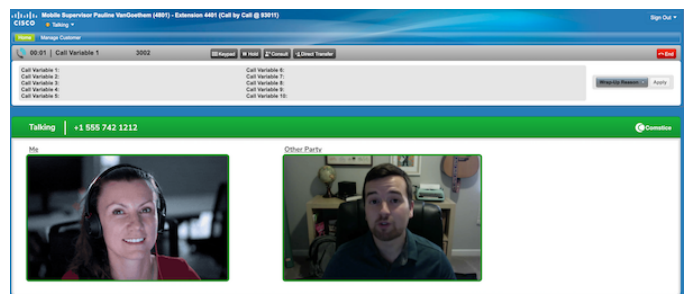 CISCO
Mobile Supervisor Pauline VanGoethem (4801) - Extension 4401 (Call by Call @ 93011)
Talking
Sign Out
Home
Manage Customer
00:01 | Call Variable 1 3002
Keypad
Hold
Consult
Direct Transfer
End
Call Variable 1:
Call Variable 2:
Call Variable 3:
Call Variable 4:
Call Variable 5:
Call Variable 6:
Call Variable 7:
Call Variable 8:
Call Variable 9:
Call Variable 10:
Wrap-Up Reason
Apply
Talking | +1 555 742 1212
Comstice
Me
Other Party